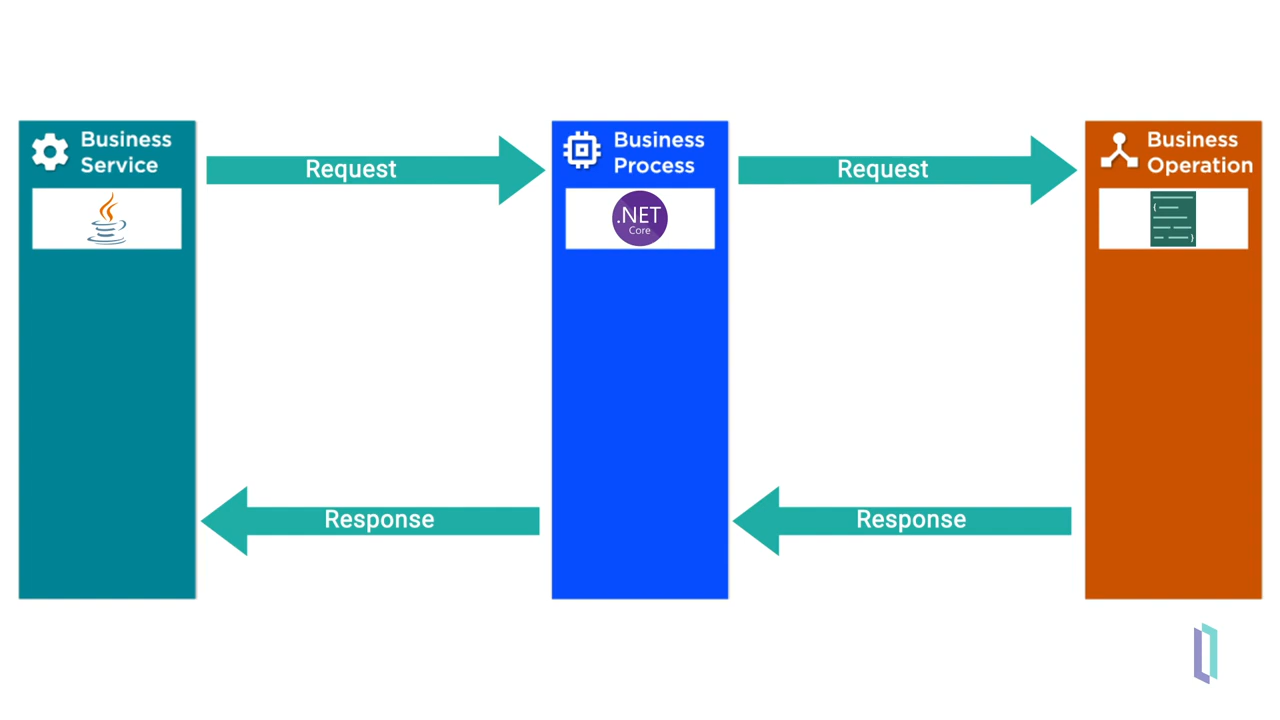 Business
Service
Request
Business
Process
Request
Business
Operation
.NET
Core
{
}
Response
Response